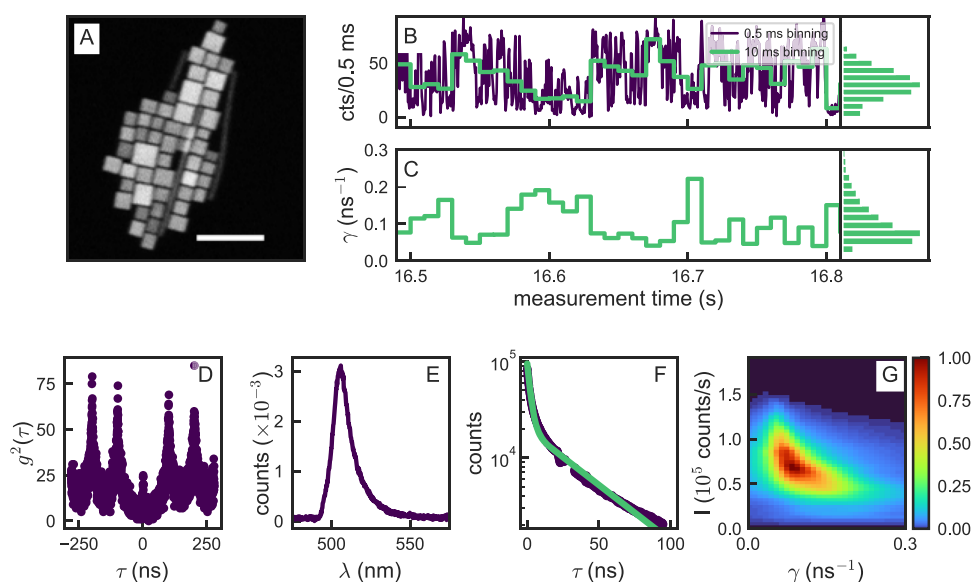 A
B
0.5 ms binning
10 ms binning
cts/0.5 ms
50
0
C
γ (ns⁻¹)
0.3
0.2
0.1
0.0
16.5 16.6 16.7 16.8
measurement time (s)
D
g²(τ)
75
50
25
0
−250 0 250
τ (ns)
E
counts (×10⁻³)
3
2
1
0
500 550
λ (nm)
F
counts
10⁵
10⁴
0 50 100
τ (ns)
G
I (10⁵ counts/s)
1.5
1.0
0.5
0.0
0.0 0.3
γ (ns⁻¹)
1.00
0.75
0.50
0.25
0.00